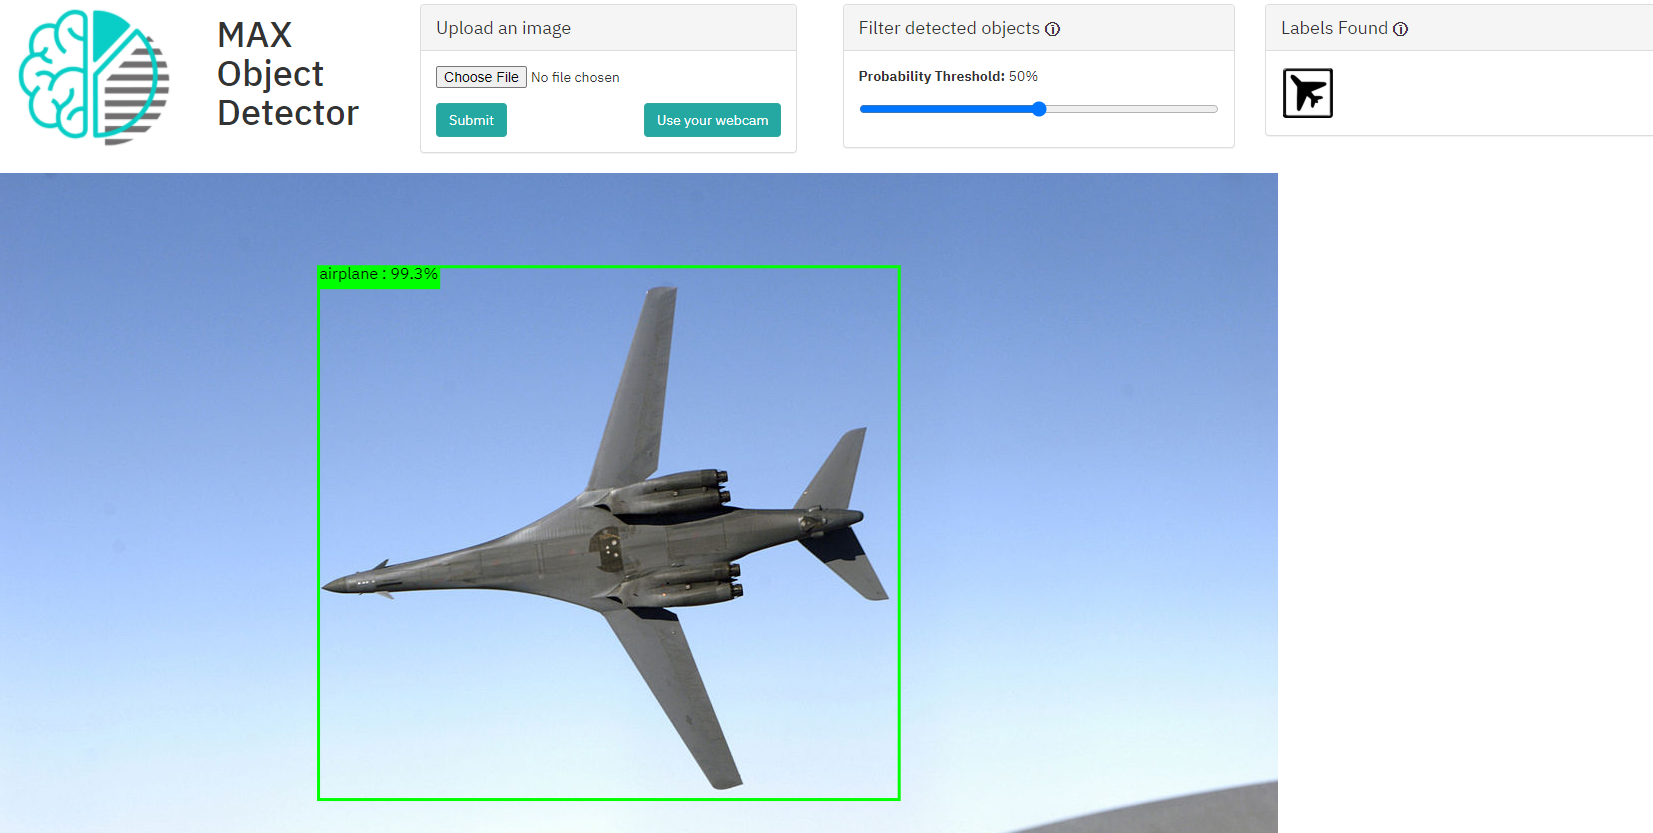 MAX
Object
Detector
Upload an image
Choose File No file chosen
Submit
Use your webcam
Filter detected objects
Probability Threshold: 50%
Labels Found
airplane : 99.3%